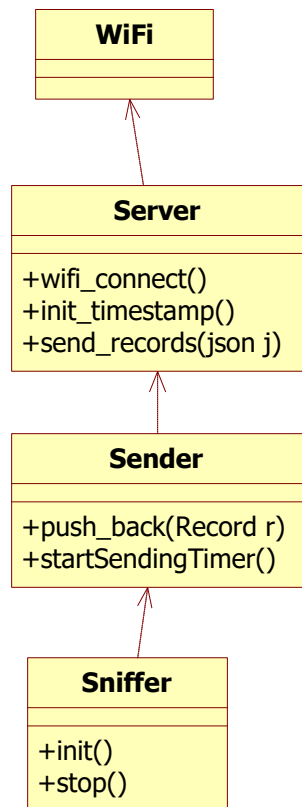 WiFi
Server
+wifi_connect()
+init_timestamp()
+send_records(json j)
Sender
+push_back(Record r)
+startSendingTimer()
Sniffer
+init()
+stop()